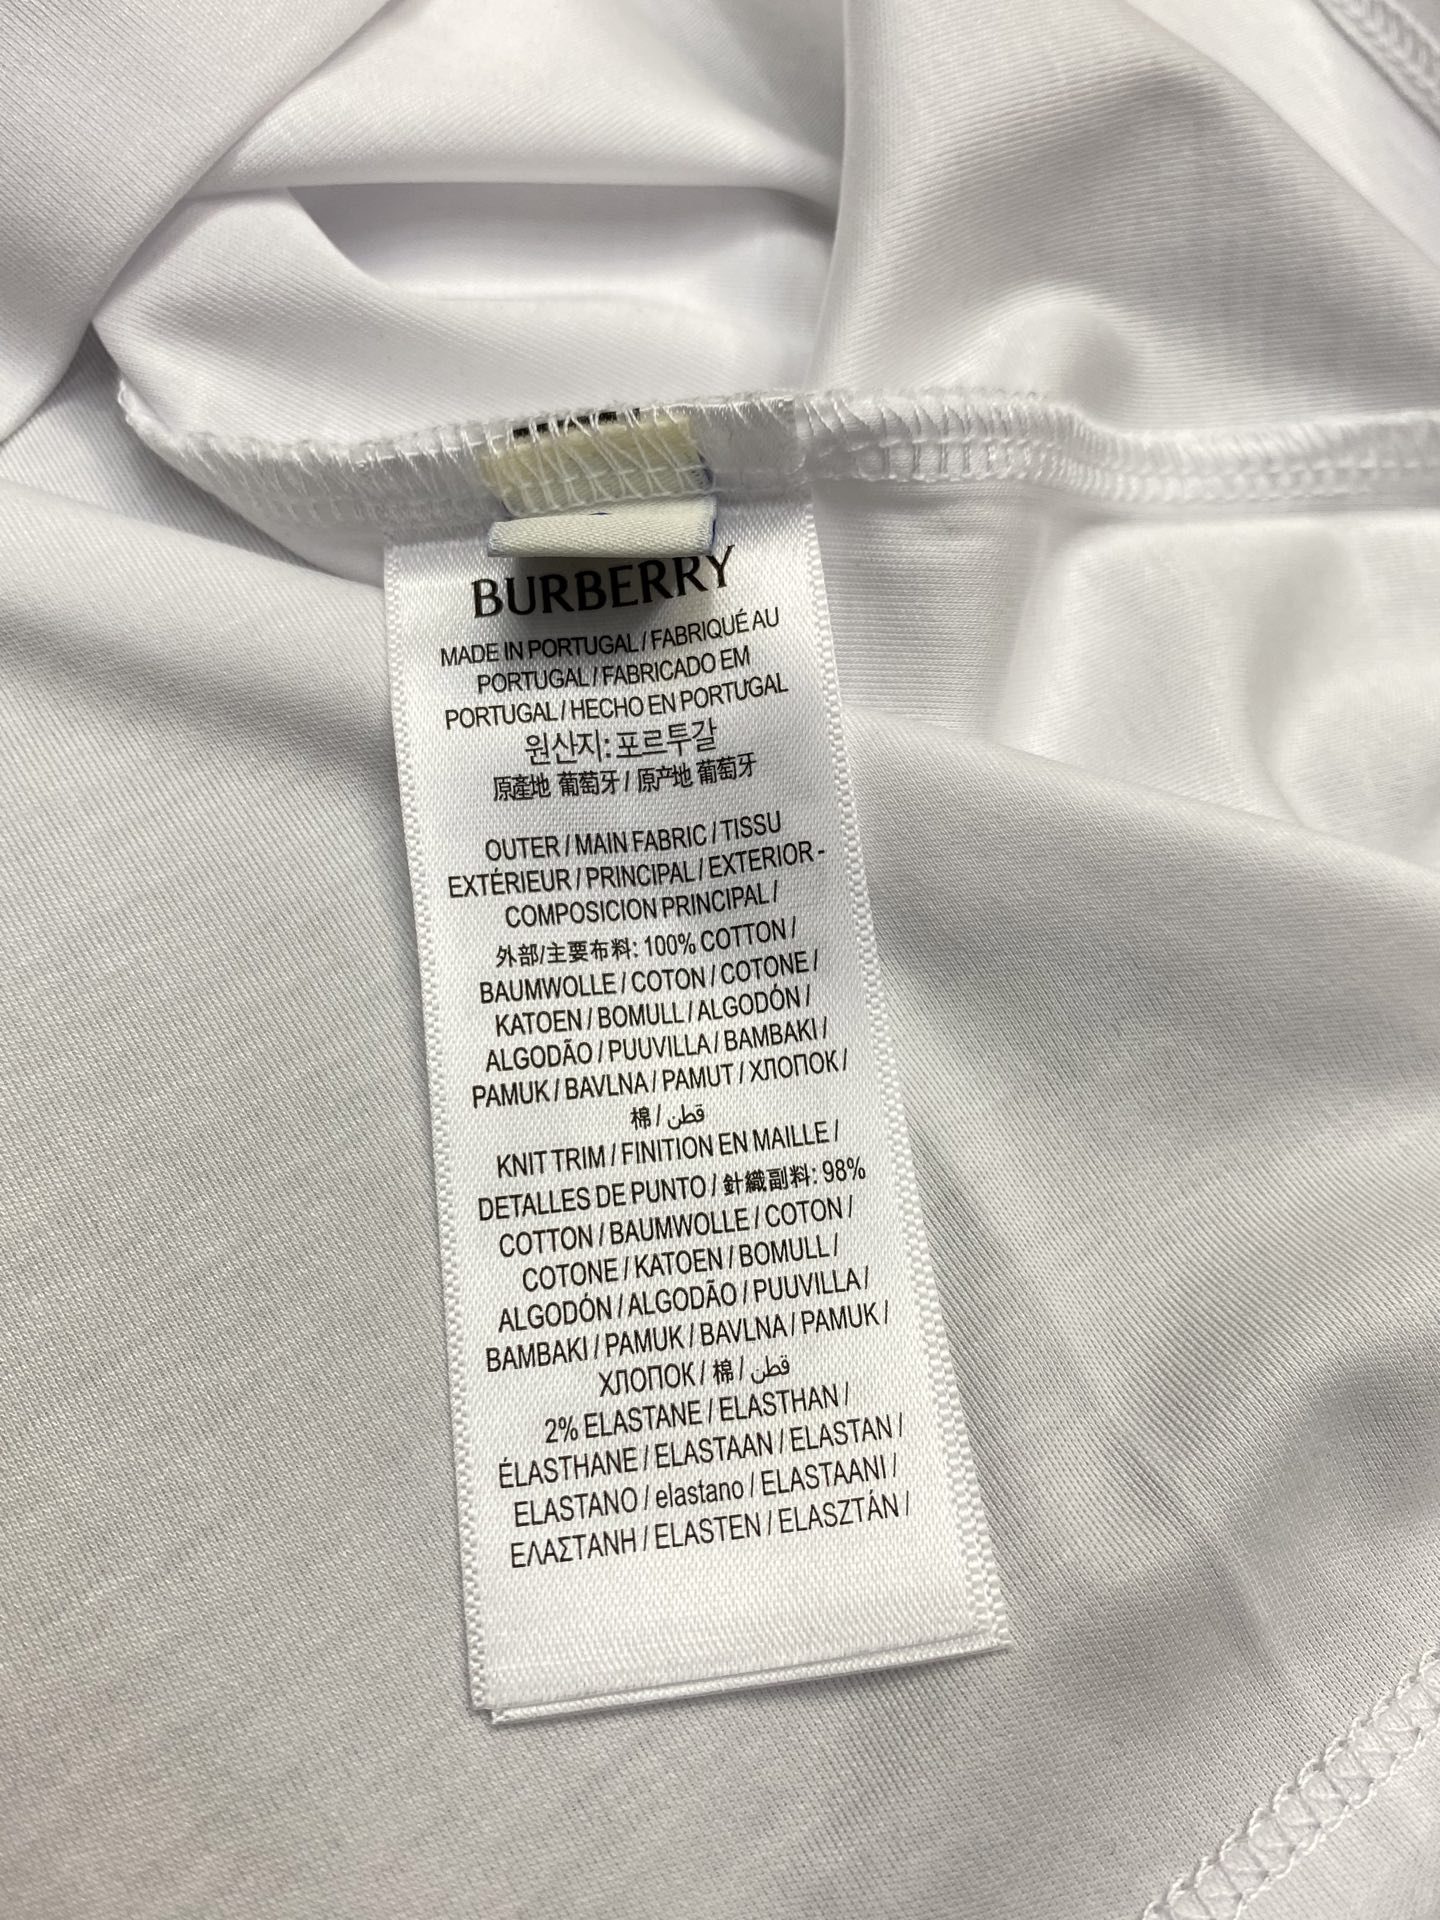 BURBERRY
MADE IN PORTUGAL / FABRIQUÉ AU
PORTUGAL / FABRICADO EM
PORTUGAL / HECHO EN PORTUGAL
원산지: 포르투갈
原產地 葡萄牙 / 原产地 葡萄牙
OUTER / MAIN FABRIC / TISSU
EXTÉRIEUR / PRINCIPAL / EXTERIOR -
COMPOSICION PRINCIPAL /
外部/主要布料: 100% COTTON /
BAUMWOLLE / COTON / COTONE /
KATOEN / BOMULL / ALGODÓN /
ALGODÃO / PUUVILLA / BAMBAKI /
PAMUK / BAVLNA / PAMUT / ХЛОПОК /
棉 / قطن
KNIT TRIM / FINITION EN MAILLE /
DETALLES DE PUNTO / 針織副料: 98%
COTTON / BAUMWOLLE / COTON /
COTONE / KATOEN / BOMULL /
ALGODÓN / ALGODÃO / PUUVILLA /
BAMBAKI / PAMUK / BAVLNA / PAMUK /
ХЛОПОК / 棉 / قطن
2% ELASTANE / ELASTHAN /
ÉLASTHANE / ELASTAAN / ELASTAN /
ELASTANO / elastano / ELASTAANI /
ΕΛΑΣΤΑΝΗ / ELASTEN / ELASZTÁN /